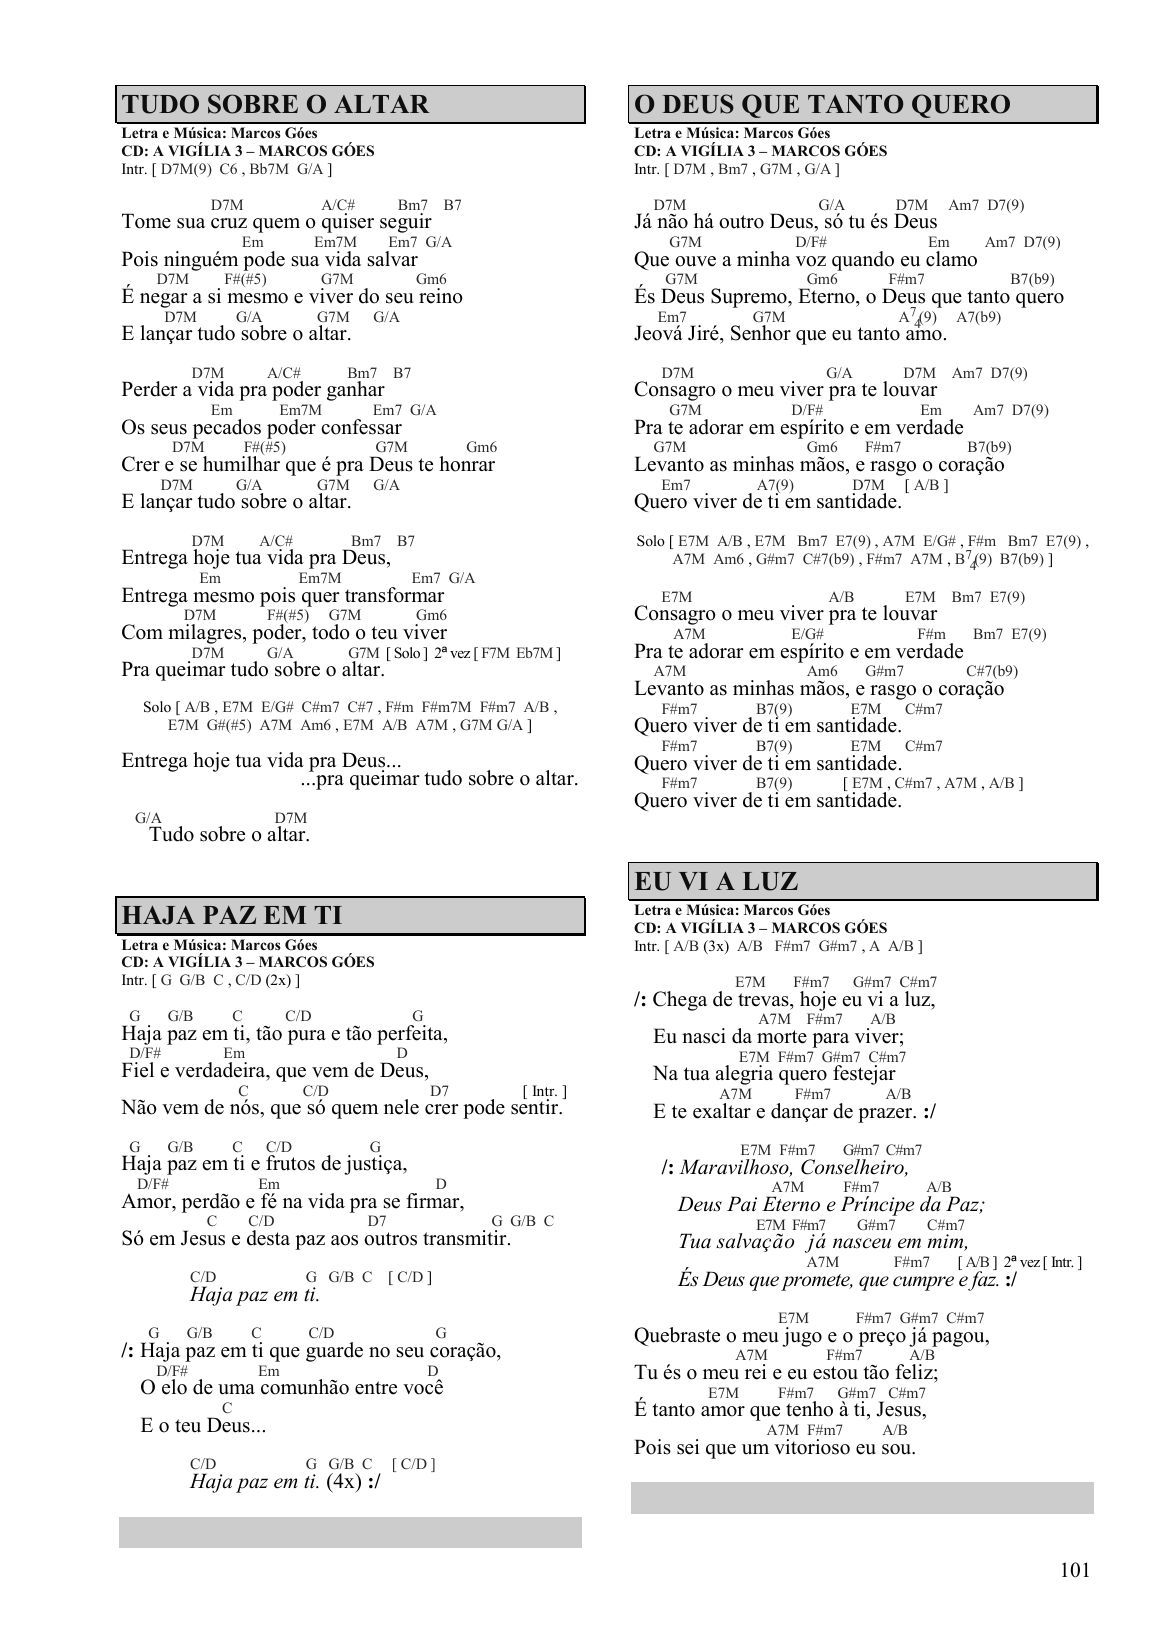 TUDO SOBRE O ALTAR
Letra e Música: Marcos Góes
CD: A VIGÍLIA 3 – MARCOS GÓES
Intr. [ D7M(9) C6 , Bb7M G/A ]
D7M A/C# Bm7 B7
Tome sua cruz quem o quiser seguir
Em Em7M Em7 G/A
Pois ninguém pode sua vida salvar
D7M F#(#5) G7M Gm6
É negar a si mesmo e viver do seu reino
D7M G/A G7M G/A
E lançar tudo sobre o altar.
D7M A/C# Bm7 B7
Perder a vida pra poder ganhar
Em Em7M Em7 G/A
Os seus pecados poder confessar
D7M F#(#5) G7M Gm6
Crer e se humilhar que é pra Deus te honrar
D7M G/A G7M G/A
E lançar tudo sobre o altar.
D7M A/C# Bm7 B7
Entrega hoje tua vida pra Deus,
Em Em7M Em7 G/A
Entrega mesmo pois quer transformar
D7M F#(#5) G7M Gm6
Com milagres, poder, todo o teu viver
D7M G/A G7M [ Solo ] 2ª vez [ F7M Eb7M ]
Pra queimar tudo sobre o altar.
Solo [ A/B , E7M E/G# C#m7 C#7 , F#m F#m7M F#m7 A/B ,
E7M G#(#5) A7M Am6 , E7M A/B A7M , G7M G/A ]
Entrega hoje tua vida pra Deus...
...pra queimar tudo sobre o altar.
G/A D7M
Tudo sobre o altar.
HAJA PAZ EM TI
Letra e Música: Marcos Góes
CD: A VIGÍLIA 3 – MARCOS GÓES
Intr. [ G G/B C , C/D (2x) ]
G G/B C C/D G
Haja paz em ti, tão pura e tão perfeita,
D/F# Em D
Fiel e verdadeira, que vem de Deus,
C C/D D7 [ Intr. ]
Não vem de nós, que só quem nele crer pode sentir.
G G/B C C/D G
Haja paz em ti e frutos de justiça,
D/F# Em D
Amor, perdão e fé na vida pra se firmar,
C C/D D7 G G/B C
Só em Jesus e desta paz aos outros transmitir.
C/D G G/B C [ C/D ]
Haja paz em ti.
G G/B C C/D G
/: Haja paz em ti que guarde no seu coração,
D/F# Em D
O elo de uma comunhão entre você
C
E o teu Deus...
C/D G G/B C [ C/D ]
Haja paz em ti. (4x) :/
O DEUS QUE TANTO QUERO
Letra e Música: Marcos Góes
CD: A VIGÍLIA 3 – MARCOS GÓES
Intr. [ D7M , Bm7 , G7M , G/A ]
D7M G/A D7M Am7 D7(9)
Já não há outro Deus, só tu és Deus
G7M D/F# Em Am7 D7(9)
Que ouve a minha voz quando eu clamo
G7M Gm6 F#m7 B7(b9)
És Deus Supremo, Eterno, o Deus que tanto quero
Em7 G7M A74(9) A7(b9)
Jeová Jiré, Senhor que eu tanto amo.
D7M G/A D7M Am7 D7(9)
Consagro o meu viver pra te louvar
G7M D/F# Em Am7 D7(9)
Pra te adorar em espírito e em verdade
G7M Gm6 F#m7 B7(b9)
Levanto as minhas mãos, e rasgo o coração
Em7 A7(9) D7M [ A/B ]
Quero viver de ti em santidade.
Solo [ E7M A/B , E7M Bm7 E7(9) , A7M E/G# , F#m Bm7 E7(9) ,
A7M Am6 , G#m7 C#7(b9) , F#m7 A7M , B74(9) B7(b9) ]
E7M A/B E7M Bm7 E7(9)
Consagro o meu viver pra te louvar
A7M E/G# F#m Bm7 E7(9)
Pra te adorar em espírito e em verdade
A7M Am6 G#m7 C#7(b9)
Levanto as minhas mãos, e rasgo o coração
F#m7 B7(9) E7M C#m7
Quero viver de ti em santidade.
F#m7 B7(9) E7M C#m7
Quero viver de ti em santidade.
F#m7 B7(9) [ E7M , C#m7 , A7M , A/B ]
Quero viver de ti em santidade.
EU VI A LUZ
Letra e Música: Marcos Góes
CD: A VIGÍLIA 3 – MARCOS GÓES
Intr. [ A/B (3x) A/B F#m7 G#m7 , A A/B ]
E7M F#m7 G#m7 C#m7
/: Chega de trevas, hoje eu vi a luz,
A7M F#m7 A/B
Eu nasci da morte para viver;
E7M F#m7 G#m7 C#m7
Na tua alegria quero festejar
A7M F#m7 A/B
E te exaltar e dançar de prazer. :/
E7M F#m7 G#m7 C#m7
/: Maravilhoso, Conselheiro,
A7M F#m7 A/B
Deus Pai Eterno e Príncipe da Paz;
E7M F#m7 G#m7 C#m7
Tua salvação já nasceu em mim,
A7M F#m7 [ A/B ] 2ª vez [ Intr. ]
És Deus que promete, que cumpre e faz. :/
E7M F#m7 G#m7 C#m7
Quebraste o meu jugo e o preço já pagou,
A7M F#m7 A/B
Tu és o meu rei e eu estou tão feliz;
E7M F#m7 G#m7 C#m7
É tanto amor que tenho à ti, Jesus,
A7M F#m7 A/B
Pois sei que um vitorioso eu sou.
101